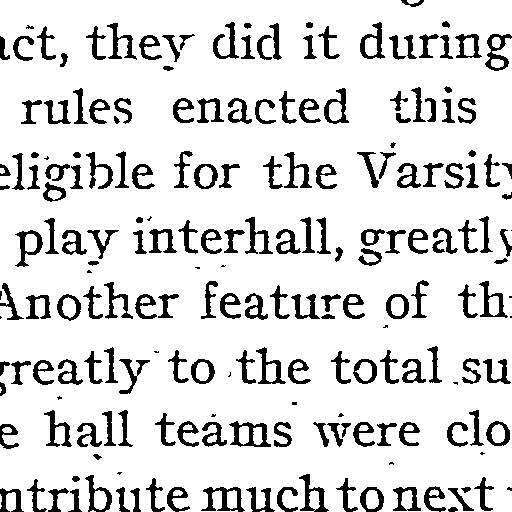 act, they did it during
rules enacted this
eligible for the Varsity
play interhall, greatly
Another feature of th
greatly to the total su
e hall teams were clo
ntribute much to next